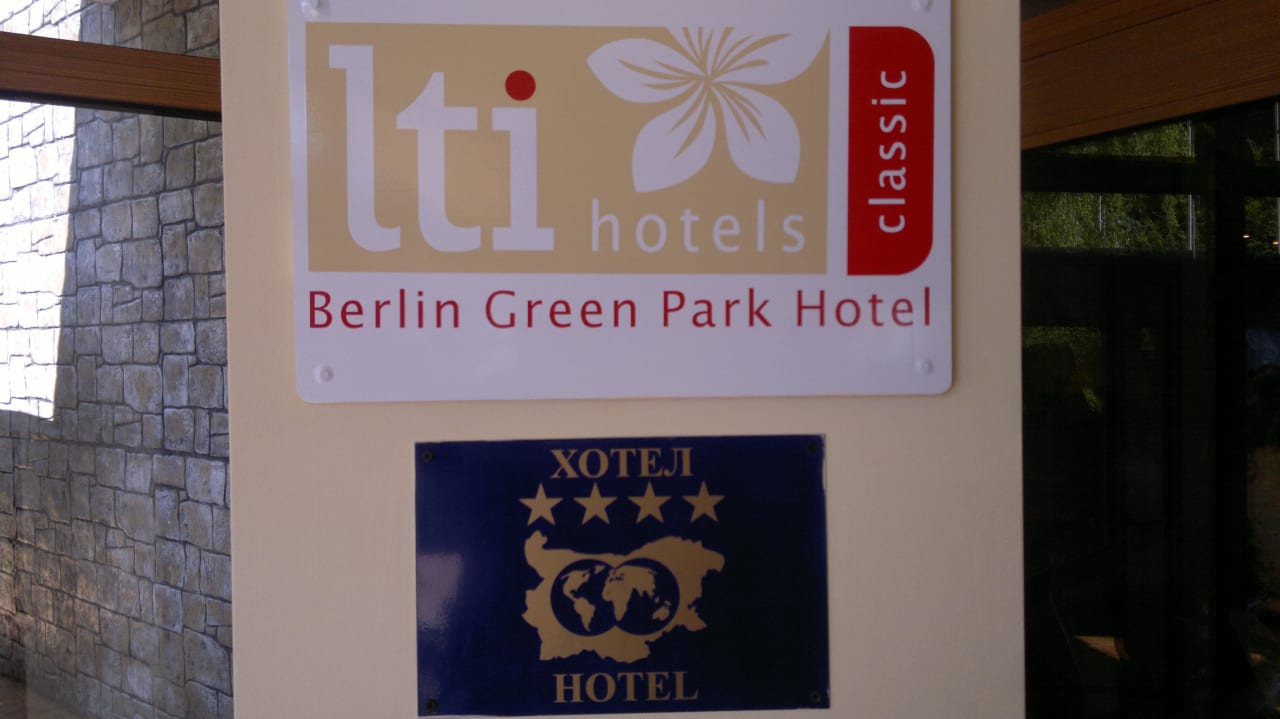 lti
hotels
classic
Berlin Green Park Hotel
ХОТЕЛ
HOTEL